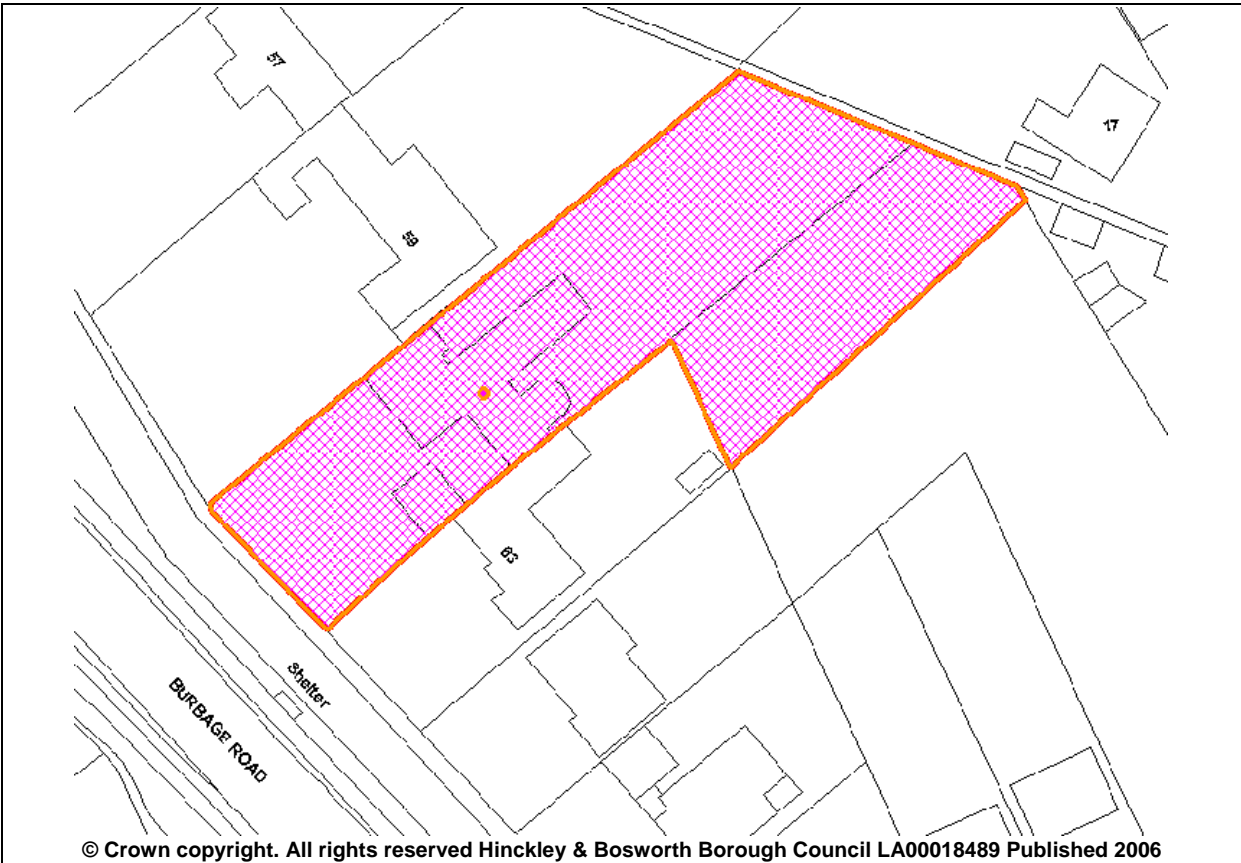 57
17
59
63
Shelter
BURBAGE ROAD
© Crown copyright. All rights reserved Hinckley & Bosworth Borough Council LA00018489 Published 2006